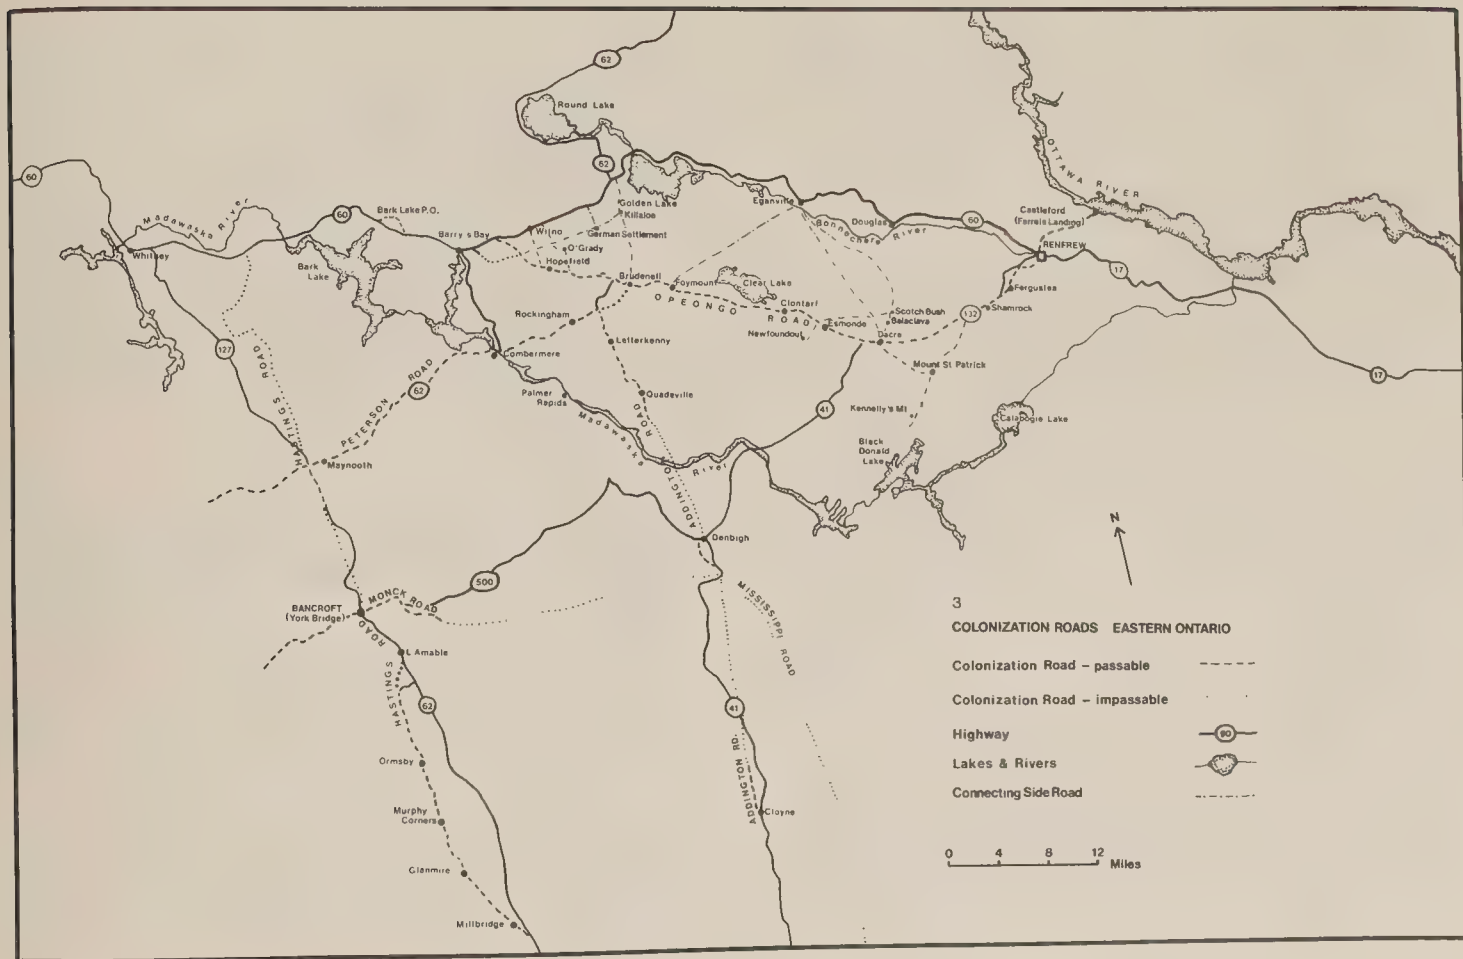 62
Round Lake
OTTAWA RIVER
60
62
Madawaska River
Bark Lake P.O.
60
Golden Lake
Killaloe
Eganville
Douglas
60
Castleford
(Farrels Landing)
Barry s Bay
Wilno
German Settlement
Bonnechere River
RENFREW
Whitney
O'Grady
Hopefield
Bark
Lake
Brudenell
Foymount
Clear Lake
17
Ferguslea
OPEONGO ROAD
Clontarf
Scotch Bush
Balaclava
132
Shamrock
Rockingham
Newfoundout
Esmonde
Dacre
127
Letterkenny
Combermere
Mount St Patrick
17
HASTINGS ROAD
PETERSON ROAD
62
Palmer
Rapids
Quadeville
41
Kennelly's Mt
Calabogie Lake
Madawaska River
Black
Donald
Lake
Maynooth
ADDINGTON ROAD
N
Denbigh
500
MISSISSIPPI ROAD
BANCROFT
(York Bridge)
MONCK ROAD
HASTINGS ROAD
L Amable
62
41
Ormsby
ADDINGTON RD.
Murphy
Corners
Cloyne
Glanmire
Millbridge
3
COLONIZATION ROADS EASTERN ONTARIO
Colonization Road – passable
Colonization Road – impassable
Highway
90
Lakes & Rivers
Connecting Side Road
0 4 8 12
Miles